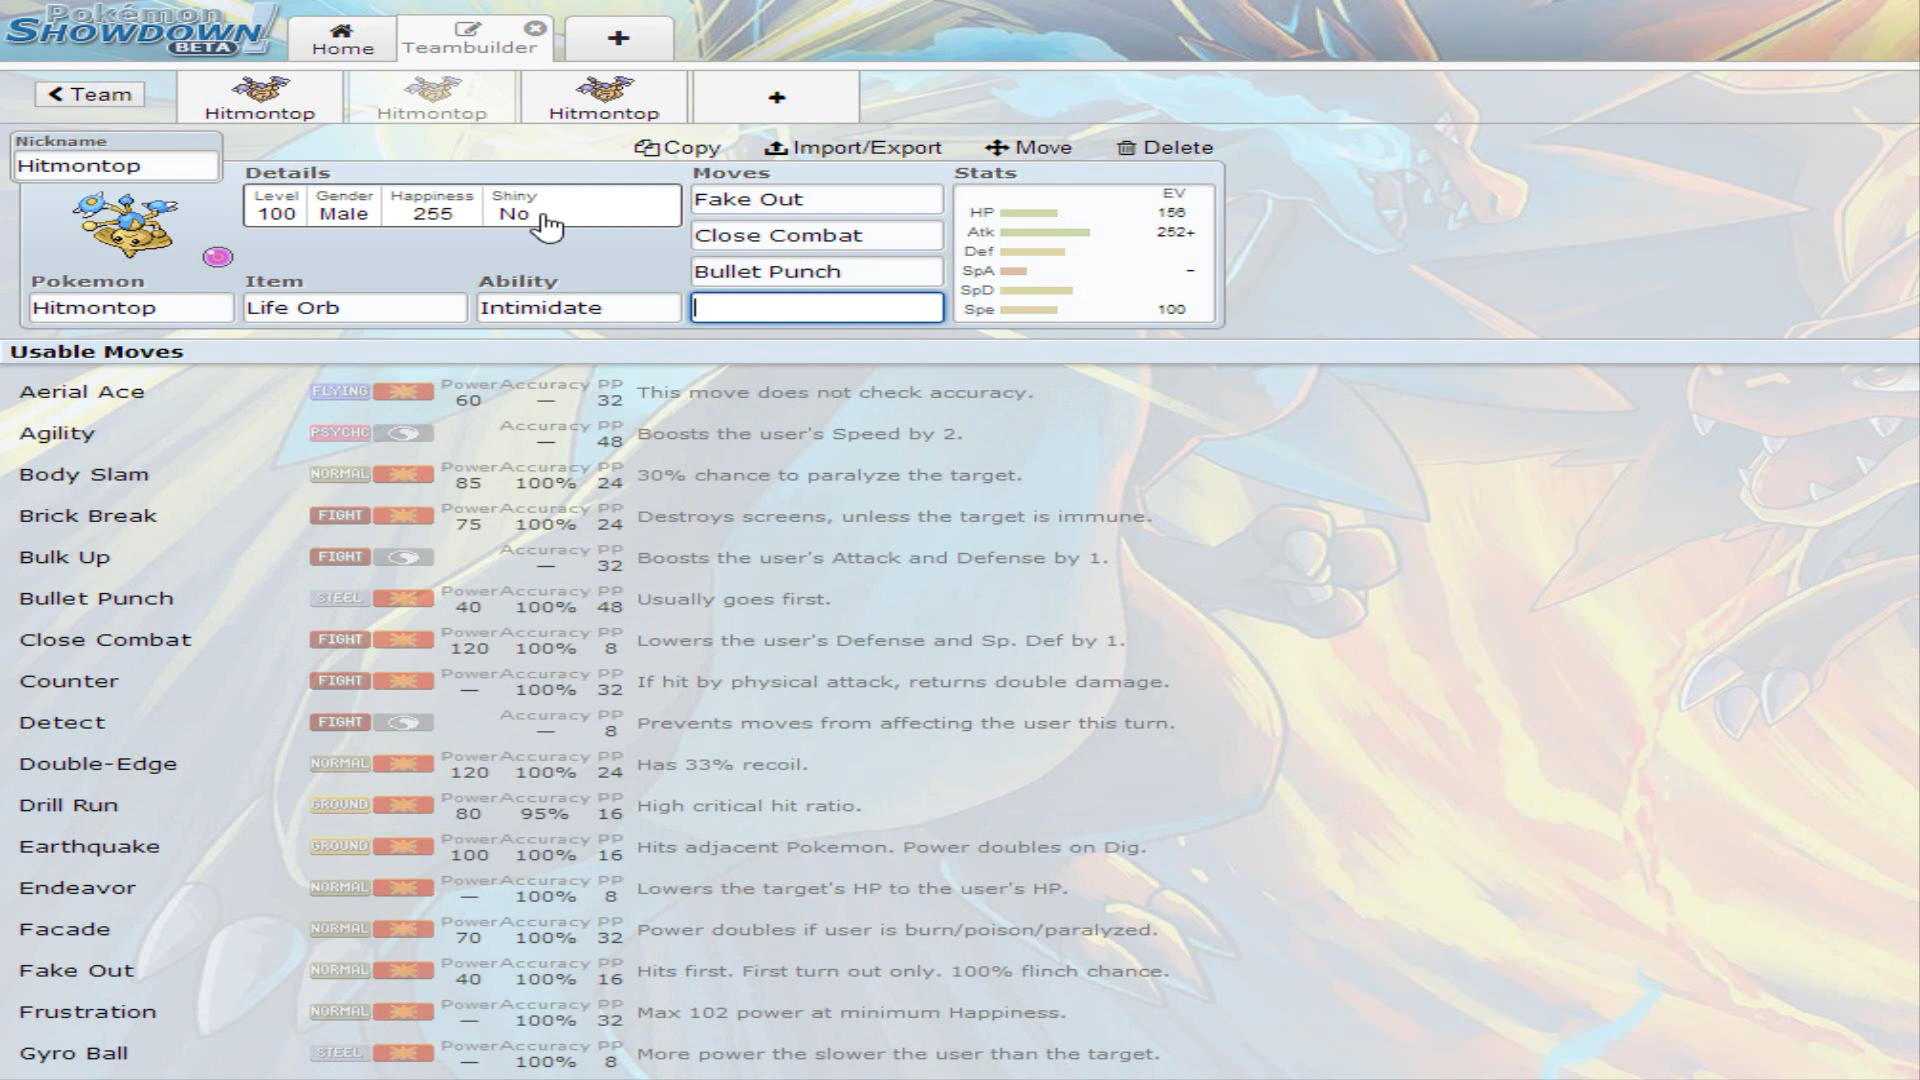 Pokémon
SHOWDOWN!
BETA
Home
Teambuilder
+
< Team
Hitmontop
Hitmontop
Hitmontop
+
Nickname
Hitmontop
Copy
Import/Export
Move
Delete
Details
Level Gender Happiness Shiny
100 Male 255 No
Pokemon
Hitmontop
Item
Life Orb
Ability
Intimidate
Moves
Fake Out
Close Combat
Bullet Punch
Stats
EV
HP 156
Atk 252+
Def
SpA –
SpD
Spe 100
Usable Moves
Aerial Ace FLYING Power 60 Accuracy — PP 32 This move does not check accuracy.
Agility PSYCHC Accuracy — PP 48 Boosts the user's Speed by 2.
Body Slam NORMAL Power 85 Accuracy 100% PP 24 30% chance to paralyze the target.
Brick Break FIGHT Power 75 Accuracy 100% PP 24 Destroys screens, unless the target is immune.
Bulk Up FIGHT Accuracy — PP 32 Boosts the user's Attack and Defense by 1.
Bullet Punch STEEL Power 40 Accuracy 100% PP 48 Usually goes first.
Close Combat FIGHT Power 120 Accuracy 100% PP 8 Lowers the user's Defense and Sp. Def by 1.
Counter FIGHT Power — Accuracy 100% PP 32 If hit by physical attack, returns double damage.
Detect FIGHT Accuracy — PP 8 Prevents moves from affecting the user this turn.
Double-Edge NORMAL Power 120 Accuracy 100% PP 24 Has 33% recoil.
Drill Run GROUND Power 80 Accuracy 95% PP 16 High critical hit ratio.
Earthquake GROUND Power 100 Accuracy 100% PP 16 Hits adjacent Pokemon. Power doubles on Dig.
Endeavor NORMAL Power — Accuracy 100% PP 8 Lowers the target's HP to the user's HP.
Facade NORMAL Power 70 Accuracy 100% PP 32 Power doubles if user is burn/poison/paralyzed.
Fake Out NORMAL Power 40 Accuracy 100% PP 16 Hits first. First turn out only. 100% flinch chance.
Frustration NORMAL Power — Accuracy 100% PP 32 Max 102 power at minimum Happiness.
Gyro Ball STEEL Power — Accuracy 100% PP 8 More power the slower the user than the target.